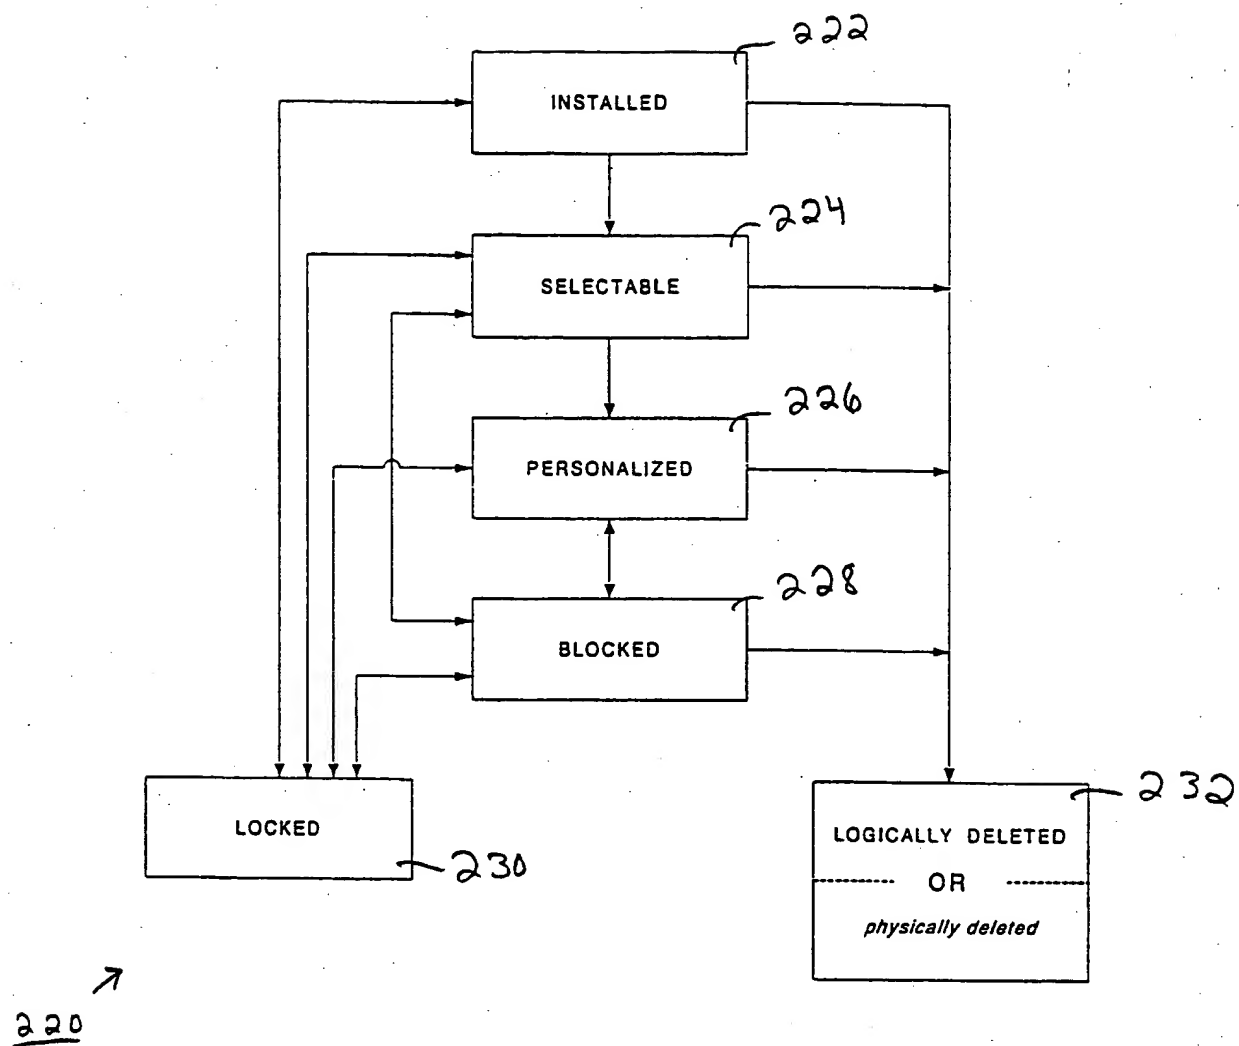 222
INSTALLED
224
SELECTABLE
226
PERSONALIZED
228
BLOCKED
LOCKED
230
232
LOGICALLY DELETED
OR
physically deleted
220